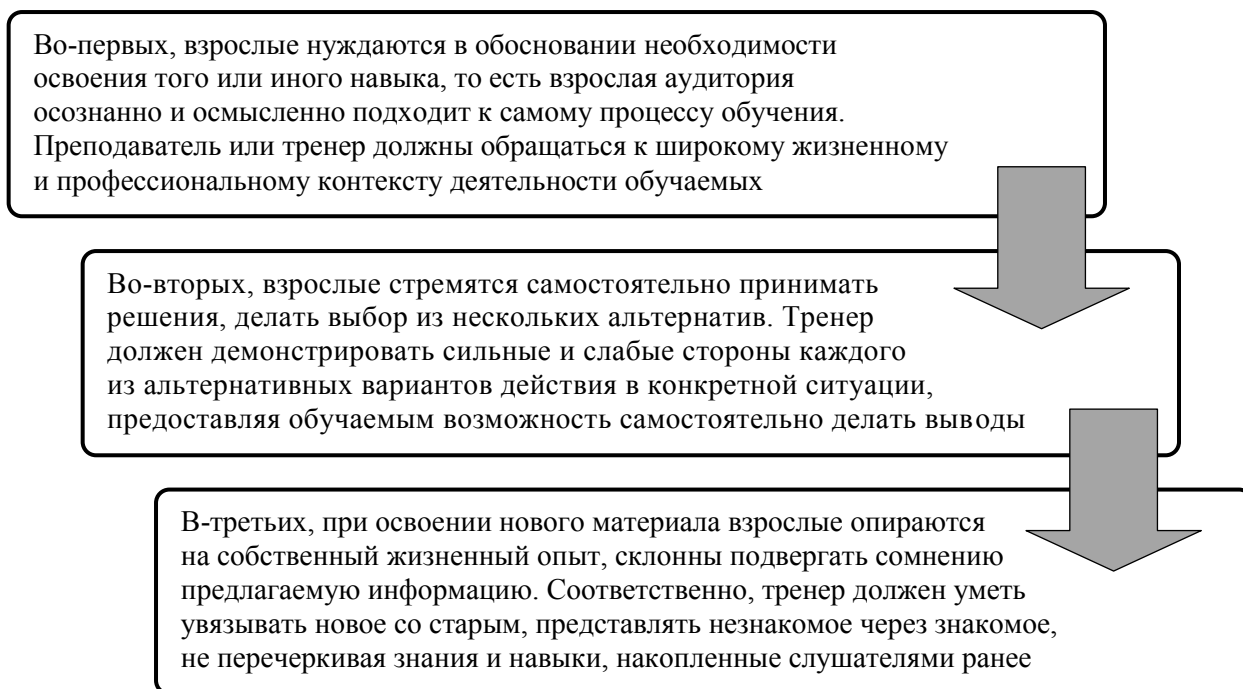 Во-первых, взрослые нуждаются в обосновании необходимости
освоения того или иного навыка, то есть взрослая аудитория
осознанно и осмысленно подходит к самому процессу обучения.
Преподаватель или тренер должны обращаться к широкому жизненному
и профессиональному контексту деятельности обучаемых
Во-вторых, взрослые стремятся самостоятельно принимать
решения, делать выбор из нескольких альтернатив. Тренер
должен демонстрировать сильные и слабые стороны каждого
из альтернативных вариантов действия в конкретной ситуации,
предоставляя обучаемым возможность самостоятельно делать выводы
В-третьих, при освоении нового материала взрослые опираются
на собственный жизненный опыт, склонны подвергать сомнению
предлагаемую информацию. Соответственно, тренер должен уметь
увязывать новое со старым, представлять незнакомое через знакомое,
не перечеркивая знания и навыки, накопленные слушателями ранее